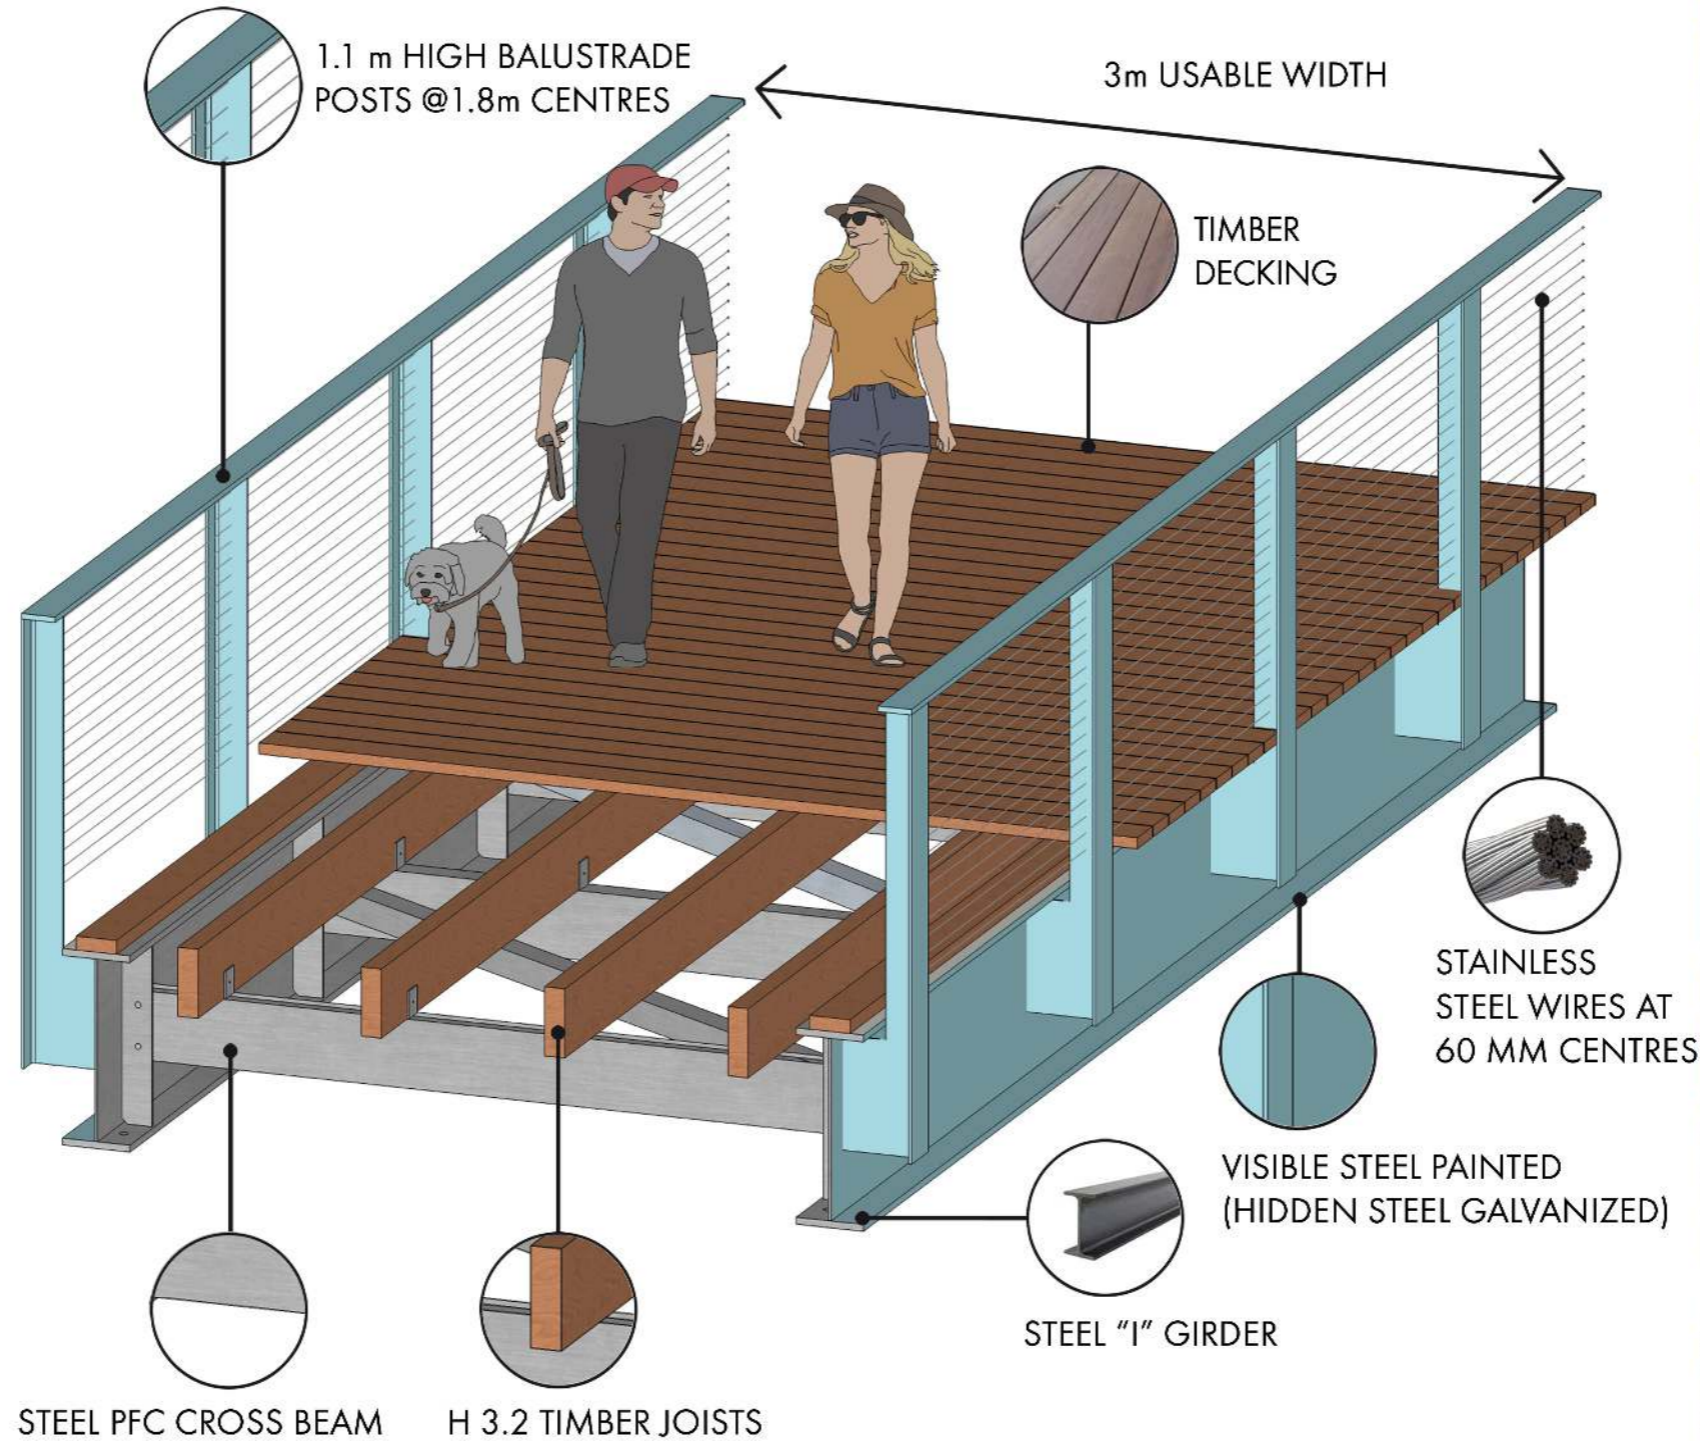 1.1 m HIGH BALUSTRADE
POSTS @1.8m CENTRES
3m USABLE WIDTH
TIMBER
DECKING
STAINLESS
STEEL WIRES AT
60 MM CENTRES
VISIBLE STEEL PAINTED
(HIDDEN STEEL GALVANIZED)
STEEL "I" GIRDER
STEEL PFC CROSS BEAM
H 3.2 TIMBER JOISTS